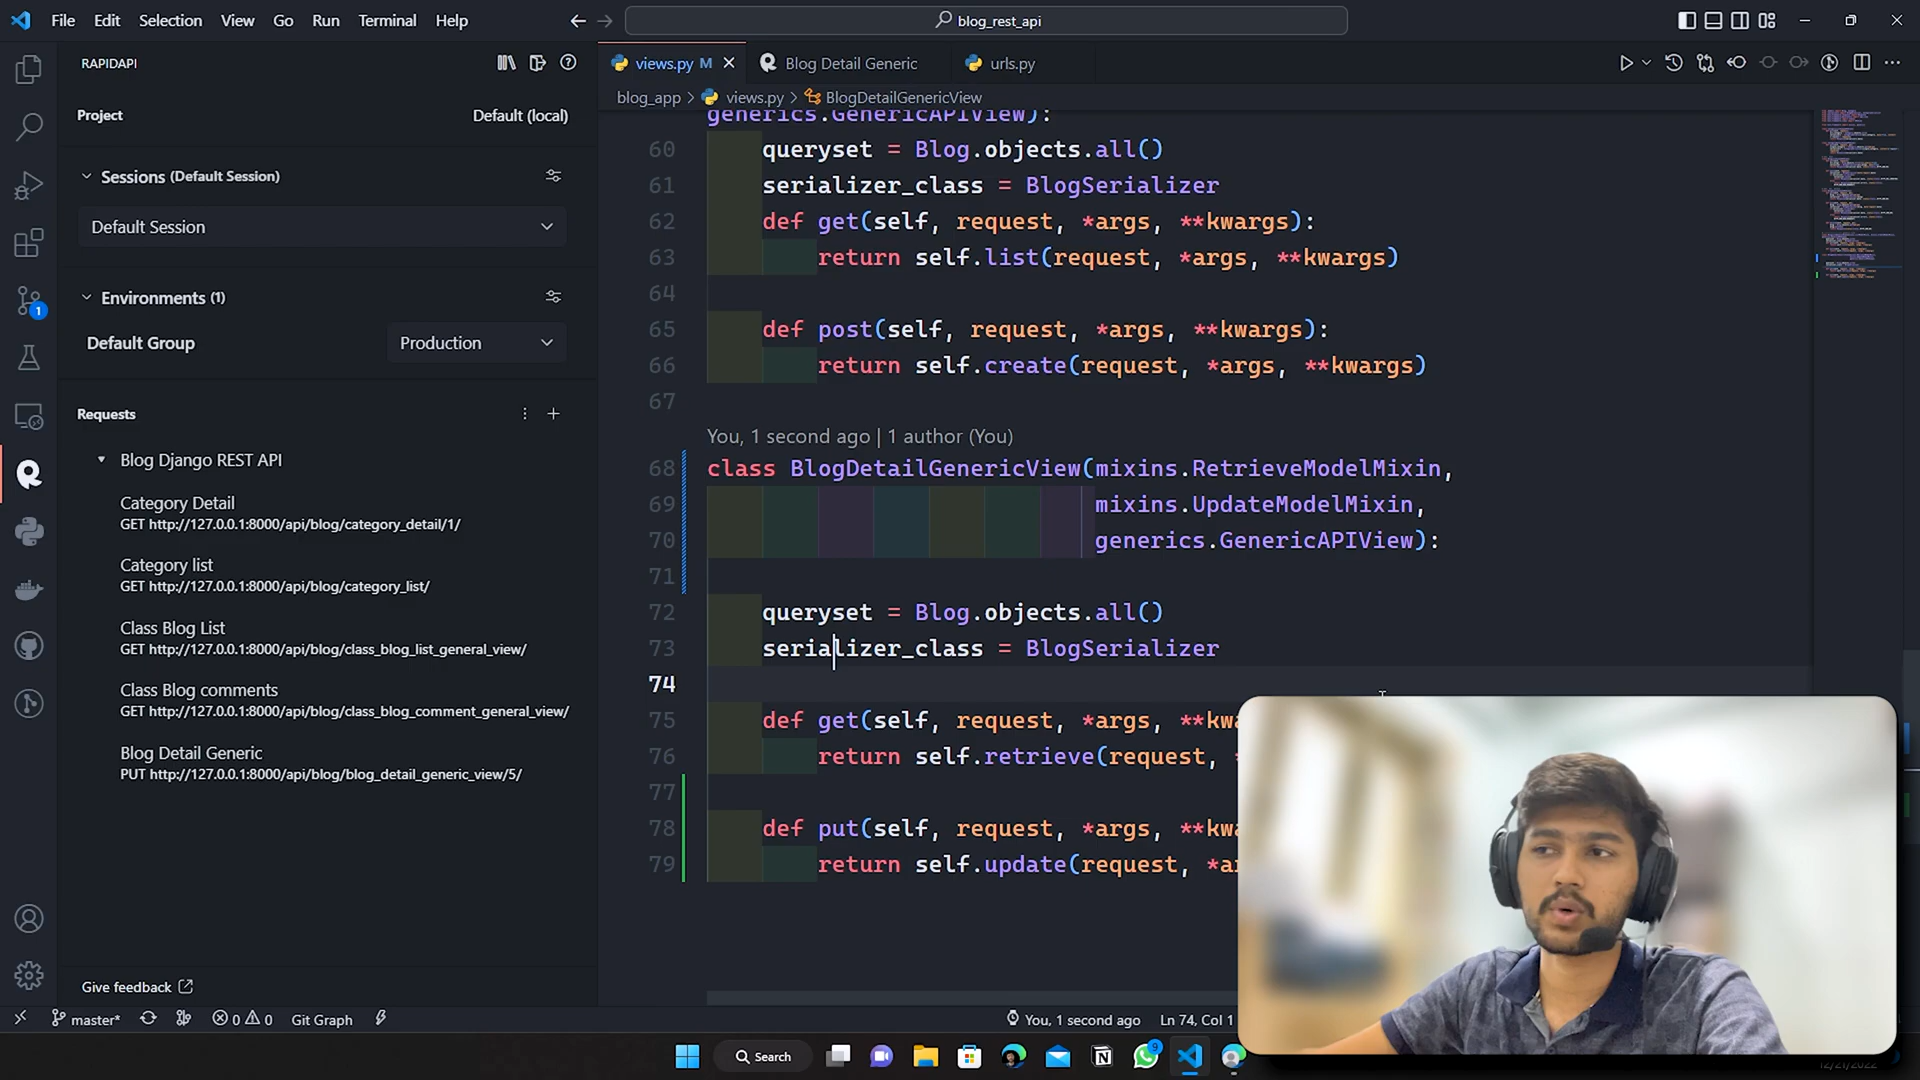 File Edit Selection View Go Run Terminal Help
blog_rest_api
RAPIDAPI
Project Default (local)
Sessions (Default Session)
Default Session
Environments (1)
Default Group Production
Requests
Blog Django REST API
Category Detail
GET http://127.0.0.1:8000/api/blog/category_detail/1/
Category list
GET http://127.0.0.1:8000/api/blog/category_list/
Class Blog List
GET http://127.0.0.1:8000/api/blog/class_blog_list_general_view/
Class Blog comments
GET http://127.0.0.1:8000/api/blog/class_blog_comment_general_view/
Blog Detail Generic
PUT http://127.0.0.1:8000/api/blog/blog_detail_generic_view/5/
Give feedback
views.py M Blog Detail Generic urls.py
blog_app > views.py > BlogDetailGenericView
generics.GenericAPIView):
60 queryset = Blog.objects.all()
61 serializer_class = BlogSerializer
62 def get(self, request, *args, **kwargs):
63 return self.list(request, *args, **kwargs)
64
65 def post(self, request, *args, **kwargs):
66 return self.create(request, *args, **kwargs)
67
You, 1 second ago | 1 author (You)
68 class BlogDetailGenericView(mixins.RetrieveModelMixin,
69 mixins.UpdateModelMixin,
70 generics.GenericAPIView):
71
72 queryset = Blog.objects.all()
73 serializer_class = BlogSerializer
74
75 def get(self, request, *args, **kwa
76 return self.retrieve(request, *
77
78 def put(self, request, *args, **kwa
79 return self.update(request, *ar
1
master* 0 0 Git Graph You, 1 second ago Ln 74, Col 1
Search
9